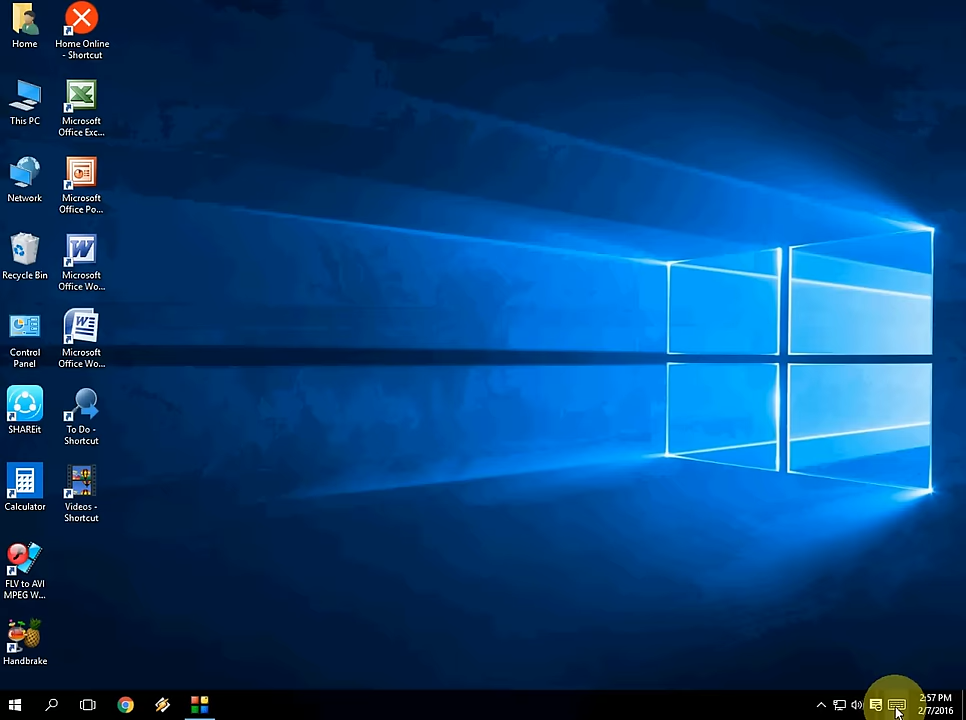 Home
Home Online
- Shortcut
This PC
Microsoft
Office Exc...
Network
Microsoft
Office Po...
Recycle Bin
Microsoft
Office Wo...
Control
Panel
Microsoft
Office Wo...
SHAREit
To Do -
Shortcut
Calculator
Videos -
Shortcut
FLV to AVI
MPEG W...
Handbrake
2:57 PM
2/7/2016